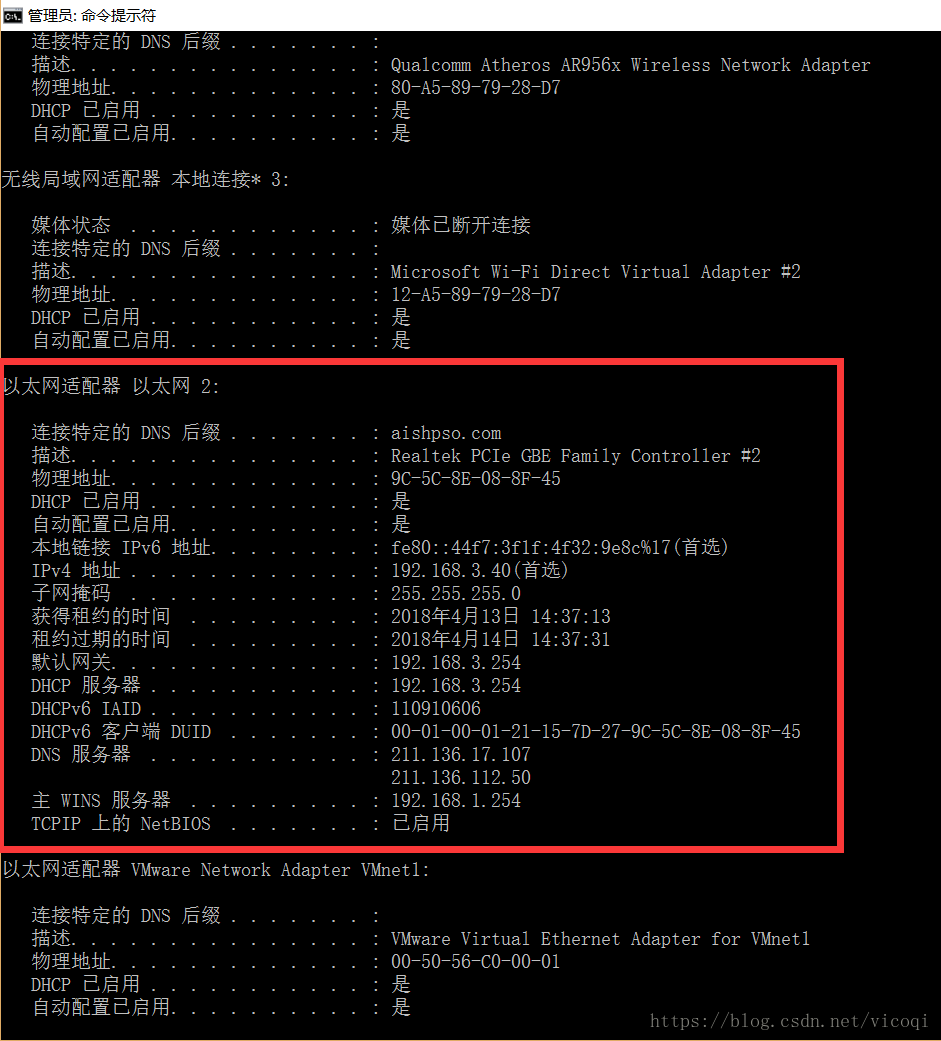 管理员: 命令提示符
连接特定的 DNS 后缀 . . . . . . . :
描述. . . . . . . . . . . . . . . : Qualcomm Atheros AR956x Wireless Network Adapter
物理地址. . . . . . . . . . . . . : 80-A5-89-79-28-D7
DHCP 已启用 . . . . . . . . . . . : 是
自动配置已启用. . . . . . . . . . : 是
无线局域网适配器 本地连接* 3:
媒体状态 . . . . . . . . . . . . : 媒体已断开连接
连接特定的 DNS 后缀 . . . . . . . :
描述. . . . . . . . . . . . . . . : Microsoft Wi-Fi Direct Virtual Adapter #2
物理地址. . . . . . . . . . . . . : 12-A5-89-79-28-D7
DHCP 已启用 . . . . . . . . . . . : 是
自动配置已启用. . . . . . . . . . : 是
以太网适配器 以太网 2:
连接特定的 DNS 后缀 . . . . . . . : aishpso.com
描述. . . . . . . . . . . . . . . : Realtek PCIe GBE Family Controller #2
物理地址. . . . . . . . . . . . . : 9C-5C-8E-08-8F-45
DHCP 已启用 . . . . . . . . . . . : 是
自动配置已启用. . . . . . . . . . : 是
本地链接 IPv6 地址. . . . . . . . : fe80::44f7:3f1f:4f32:9e8c%17(首选)
IPv4 地址 . . . . . . . . . . . . : 192.168.3.40(首选)
子网掩码 . . . . . . . . . . . . : 255.255.255.0
获得租约的时间 . . . . . . . . . : 2018年4月13日 14:37:13
租约过期的时间 . . . . . . . . . : 2018年4月14日 14:37:31
默认网关. . . . . . . . . . . . . : 192.168.3.254
DHCP 服务器 . . . . . . . . . . . : 192.168.3.254
DHCPv6 IAID . . . . . . . . . . . : 110910606
DHCPv6 客户端 DUID . . . . . . . : 00-01-00-01-21-15-7D-27-9C-5C-8E-08-8F-45
DNS 服务器 . . . . . . . . . . . : 211.136.17.107
211.136.112.50
主 WINS 服务器 . . . . . . . . . : 192.168.1.254
TCPIP 上的 NetBIOS . . . . . . . : 已启用
以太网适配器 VMware Network Adapter VMnet1:
连接特定的 DNS 后缀 . . . . . . . :
描述. . . . . . . . . . . . . . . : VMware Virtual Ethernet Adapter for VMnet1
物理地址. . . . . . . . . . . . . : 00-50-56-C0-00-01
DHCP 已启用 . . . . . . . . . . . : 是
自动配置已启用. . . . . . . . . . : 是
https://blog.csdn.net/vicoqi